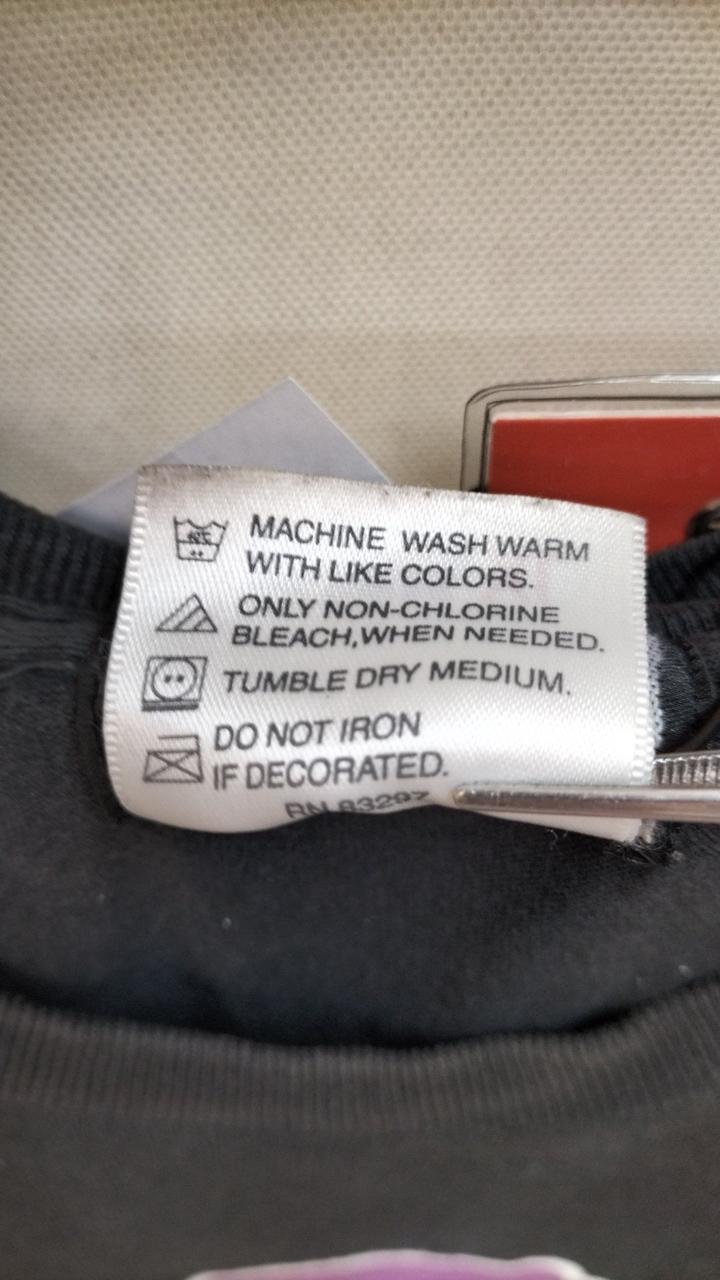 MACHINE WASH WARM
WITH LIKE COLORS.
ONLY NON-CHLORINE
BLEACH,WHEN NEEDED.
TUMBLE DRY MEDIUM.
DO NOT IRON
IF DECORATED.
RN